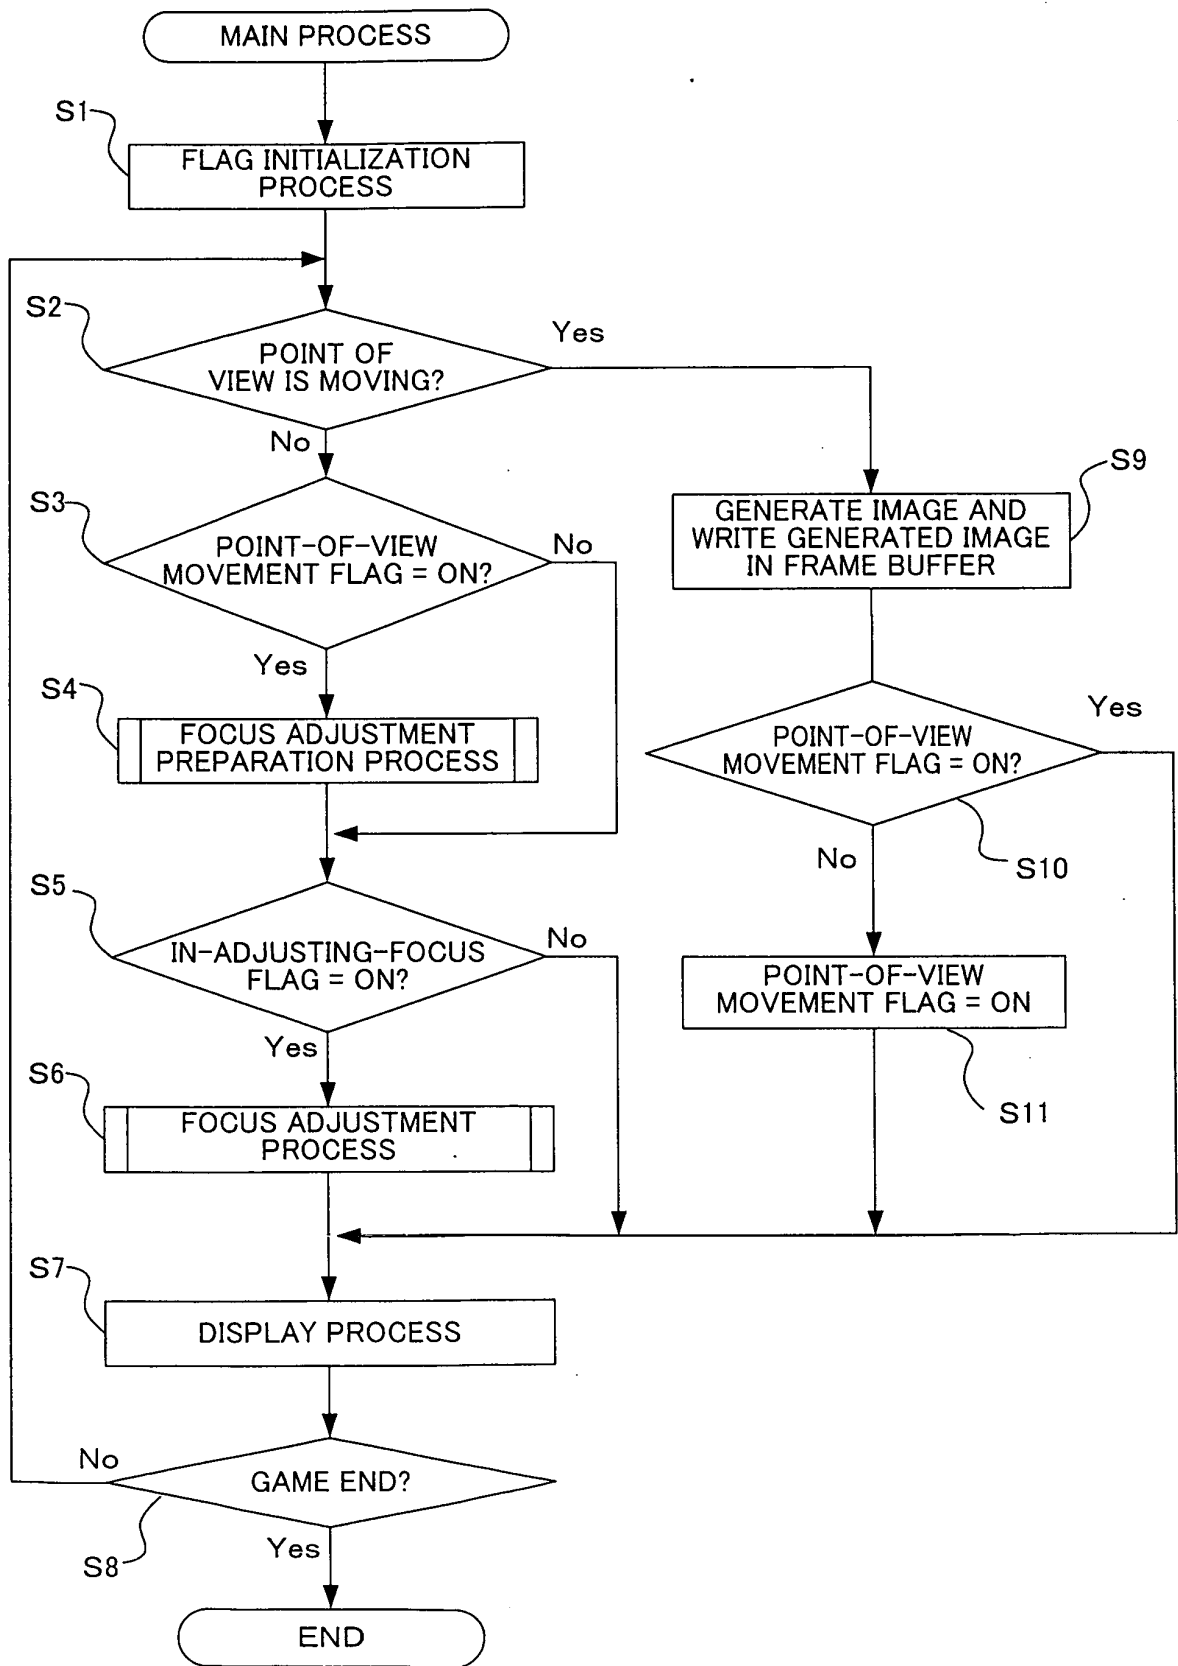 MAIN PROCESS
S1
FLAG INITIALIZATION
PROCESS
S2
POINT OF
VIEW IS MOVING?
Yes
No
S3
POINT-OF-VIEW
MOVEMENT FLAG = ON?
No
Yes
S9
GENERATE IMAGE AND
WRITE GENERATED IMAGE
IN FRAME BUFFER
S4
FOCUS ADJUSTMENT
PREPARATION PROCESS
POINT-OF-VIEW
MOVEMENT FLAG = ON?
Yes
No
S10
S5
IN-ADJUSTING-FOCUS
FLAG = ON?
No
Yes
POINT-OF-VIEW
MOVEMENT FLAG = ON
S11
S6
FOCUS ADJUSTMENT
PROCESS
S7
DISPLAY PROCESS
No
GAME END?
S8
Yes
END